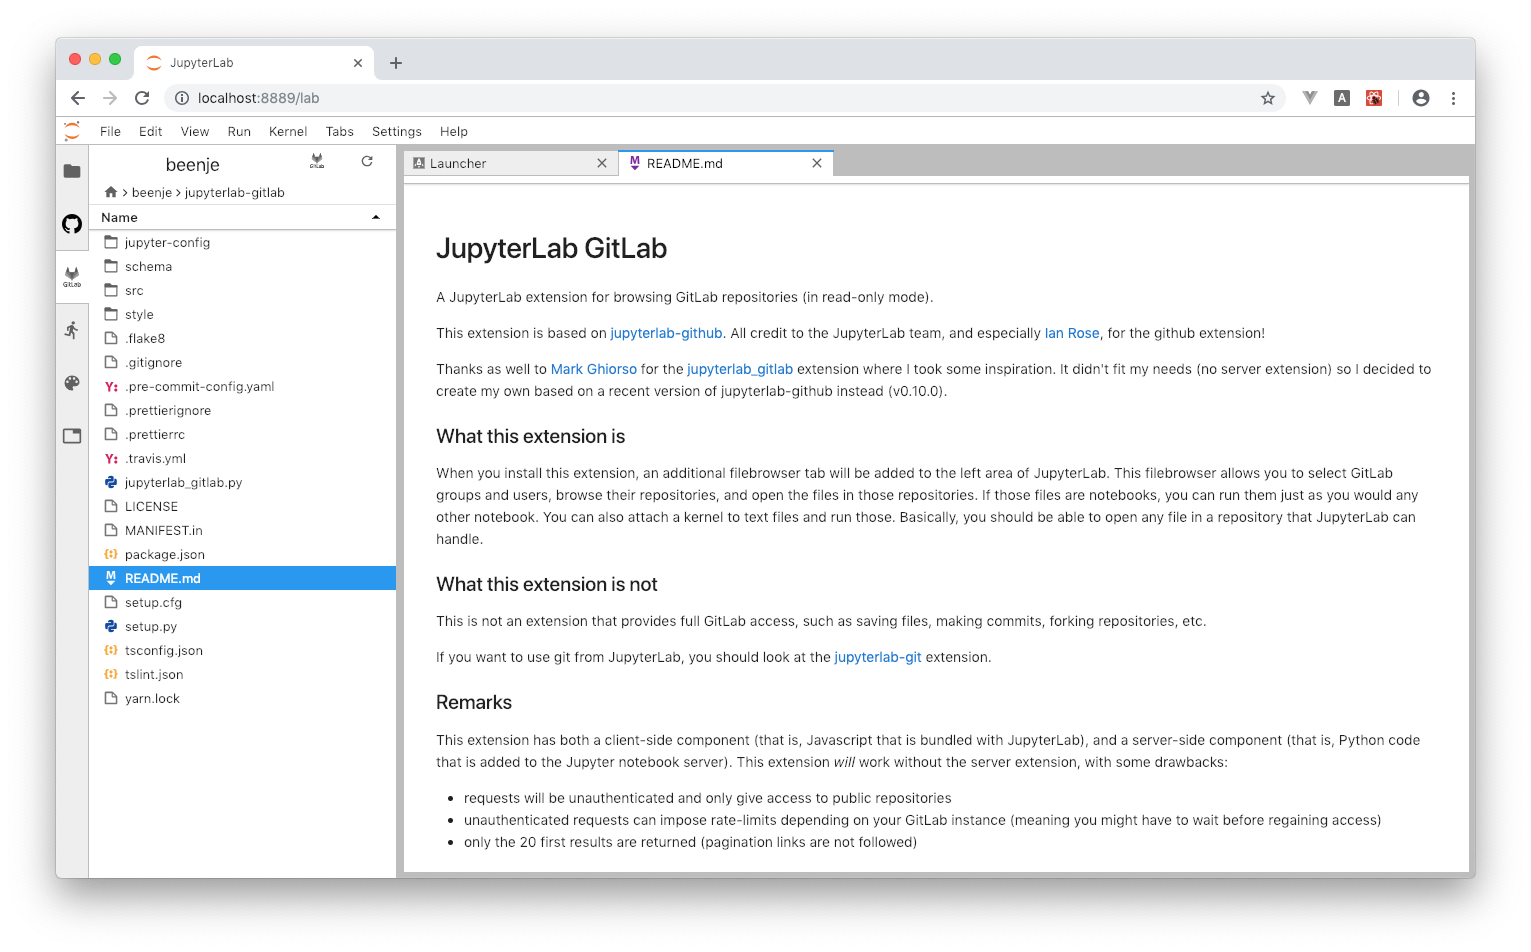 JupyterLab
localhost:8889/lab
File Edit View Run Kernel Tabs Settings Help
beenje GitLab
beenje jupyterlab-gitlab
Name
GitLab
jupyter-config
schema
src
style
.flake8
.gitignore
Y: .pre-commit-config.yaml
.prettierignore
.prettierrc
Y: .travis.yml
jupyterlab_gitlab.py
LICENSE
MANIFEST.in
{:} package.json
M README.md
setup.cfg
setup.py
{:} tsconfig.json
{:} tslint.json
yarn.lock
Launcher
M README.md
JupyterLab GitLab
A JupyterLab extension for browsing GitLab repositories (in read-only mode).
This extension is based on jupyterlab-github. All credit to the JupyterLab team, and especially Ian Rose, for the github extension!
Thanks as well to Mark Ghiorso for the jupyterlab_gitlab extension where I took some inspiration. It didn't fit my needs (no server extension) so I decided to
create my own based on a recent version of jupyterlab-github instead (v0.10.0).
What this extension is
When you install this extension, an additional filebrowser tab will be added to the left area of JupyterLab. This filebrowser allows you to select GitLab
groups and users, browse their repositories, and open the files in those repositories. If those files are notebooks, you can run them just as you would any
other notebook. You can also attach a kernel to text files and run those. Basically, you should be able to open any file in a repository that JupyterLab can
handle.
What this extension is not
This is not an extension that provides full GitLab access, such as saving files, making commits, forking repositories, etc.
If you want to use git from JupyterLab, you should look at the jupyterlab-git extension.
Remarks
This extension has both a client-side component (that is, Javascript that is bundled with JupyterLab), and a server-side component (that is, Python code
that is added to the Jupyter notebook server). This extension will work without the server extension, with some drawbacks:
• requests will be unauthenticated and only give access to public repositories
• unauthenticated requests can impose rate-limits depending on your GitLab instance (meaning you might have to wait before regaining access)
• only the 20 first results are returned (pagination links are not followed)